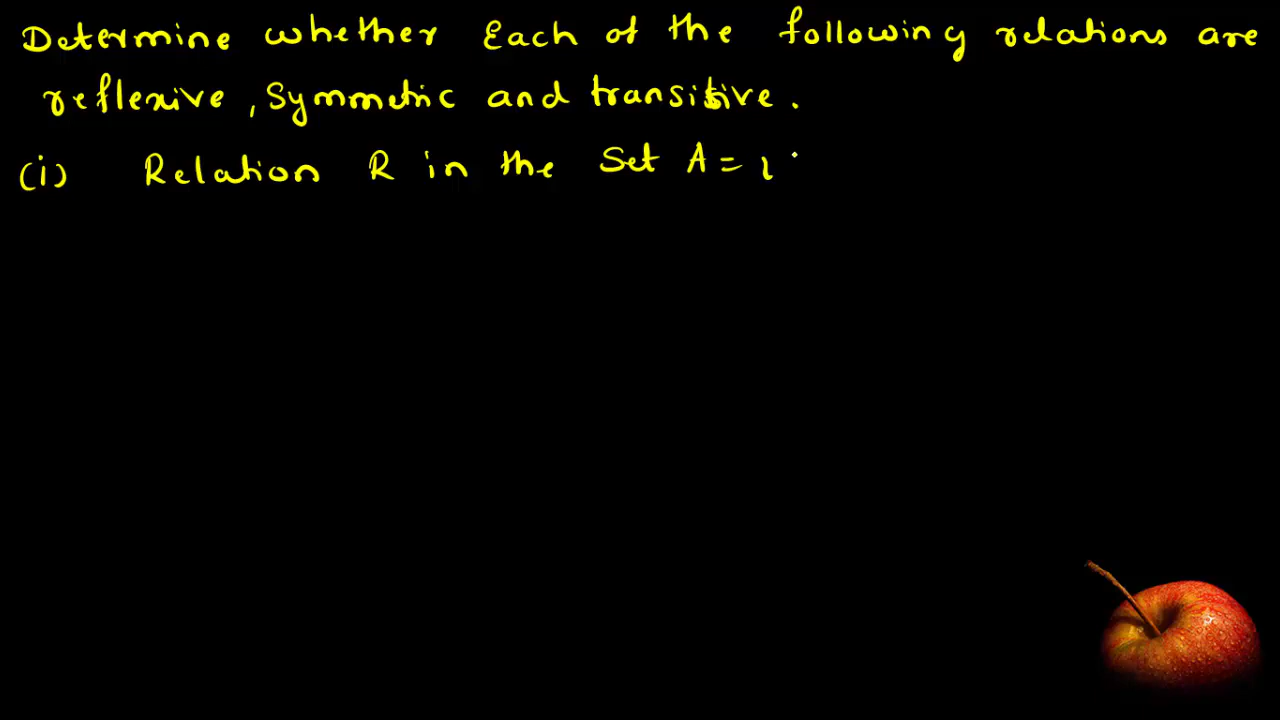 Determine whether Each of the following relations are
reflexive, Symmetric and transitive.
(i) Relation R in the Set A = {